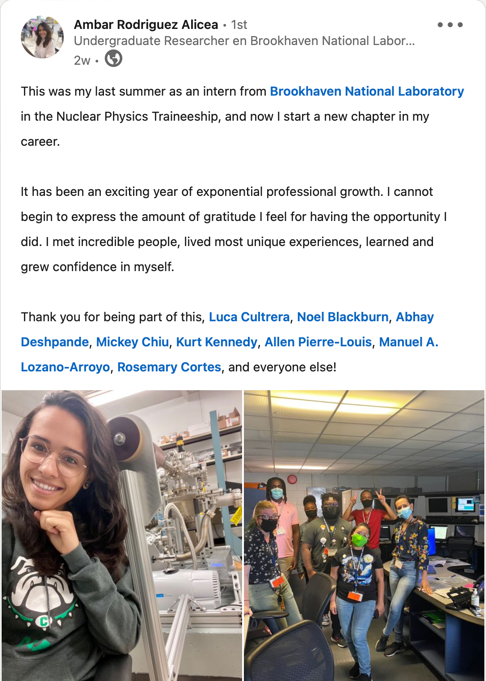 Ambar Rodriguez Alicea • 1st
Undergraduate Researcher en Brookhaven National Labor...
2w •
This was my last summer as an intern from Brookhaven National Laboratory
in the Nuclear Physics Traineeship, and now I start a new chapter in my
career.
It has been an exciting year of exponential professional growth. I cannot
begin to express the amount of gratitude I feel for having the opportunity I
did. I met incredible people, lived most unique experiences, learned and
grew confidence in myself.
Thank you for being part of this, Luca Cultrera, Noel Blackburn, Abhay
Deshpande, Mickey Chiu, Kurt Kennedy, Allen Pierre-Louis, Manuel A.
Lozano-Arroyo, Rosemary Cortes, and everyone else!
C